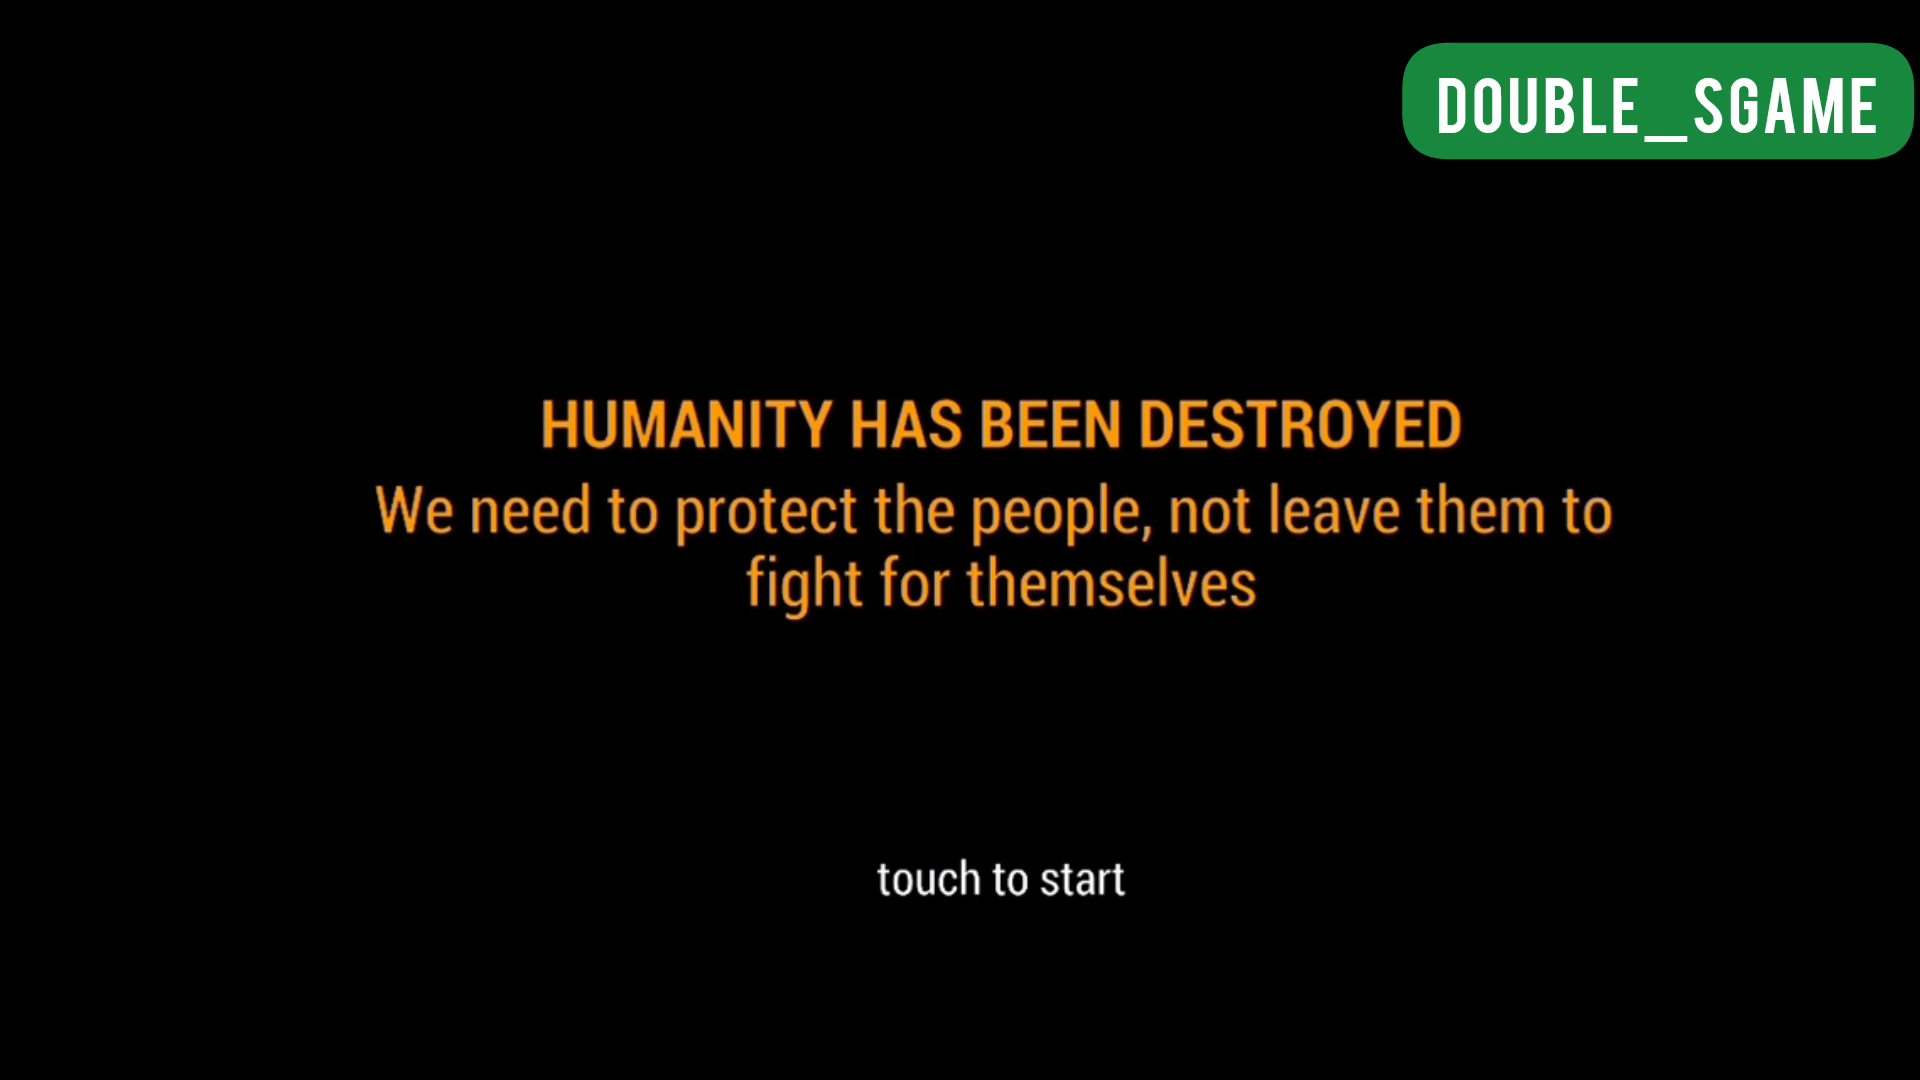 DOUBLE_SGAME
HUMANITY HAS BEEN DESTROYED
We need to protect the people, not leave them to
fight for themselves
touch to start